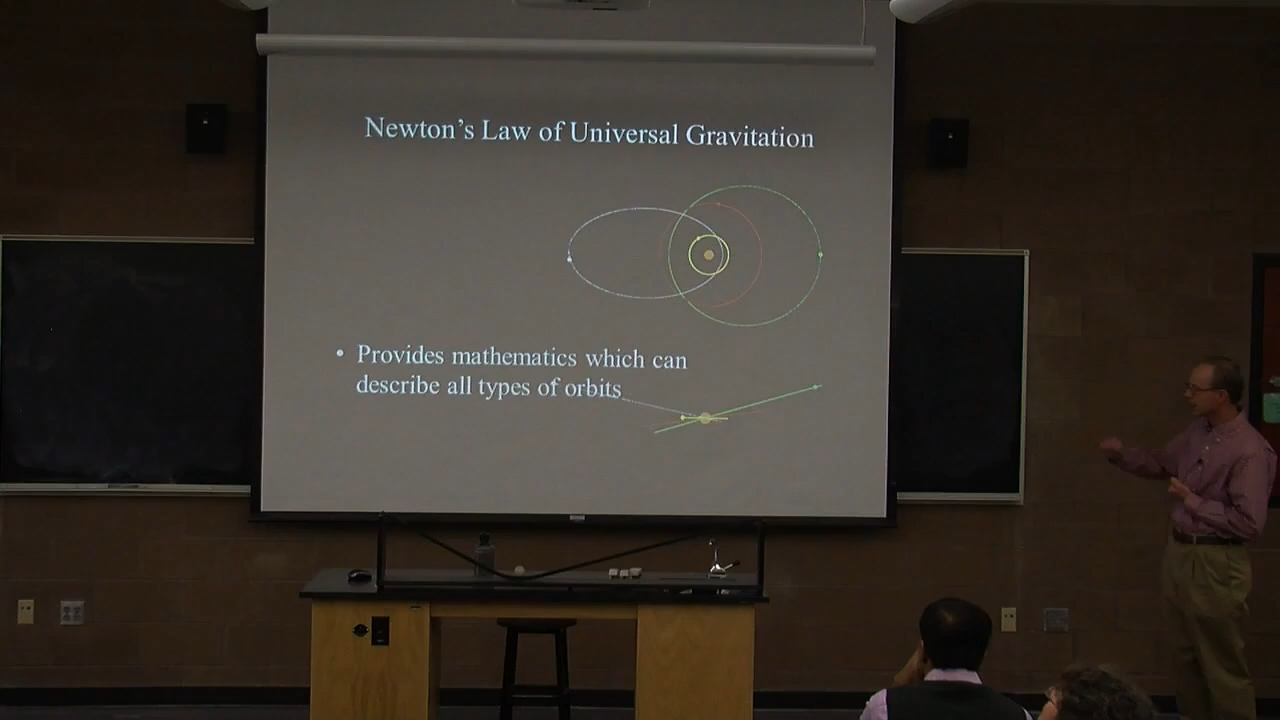 Newton's Law of Universal Gravitation
• Provides mathematics which can
describe all types of orbits